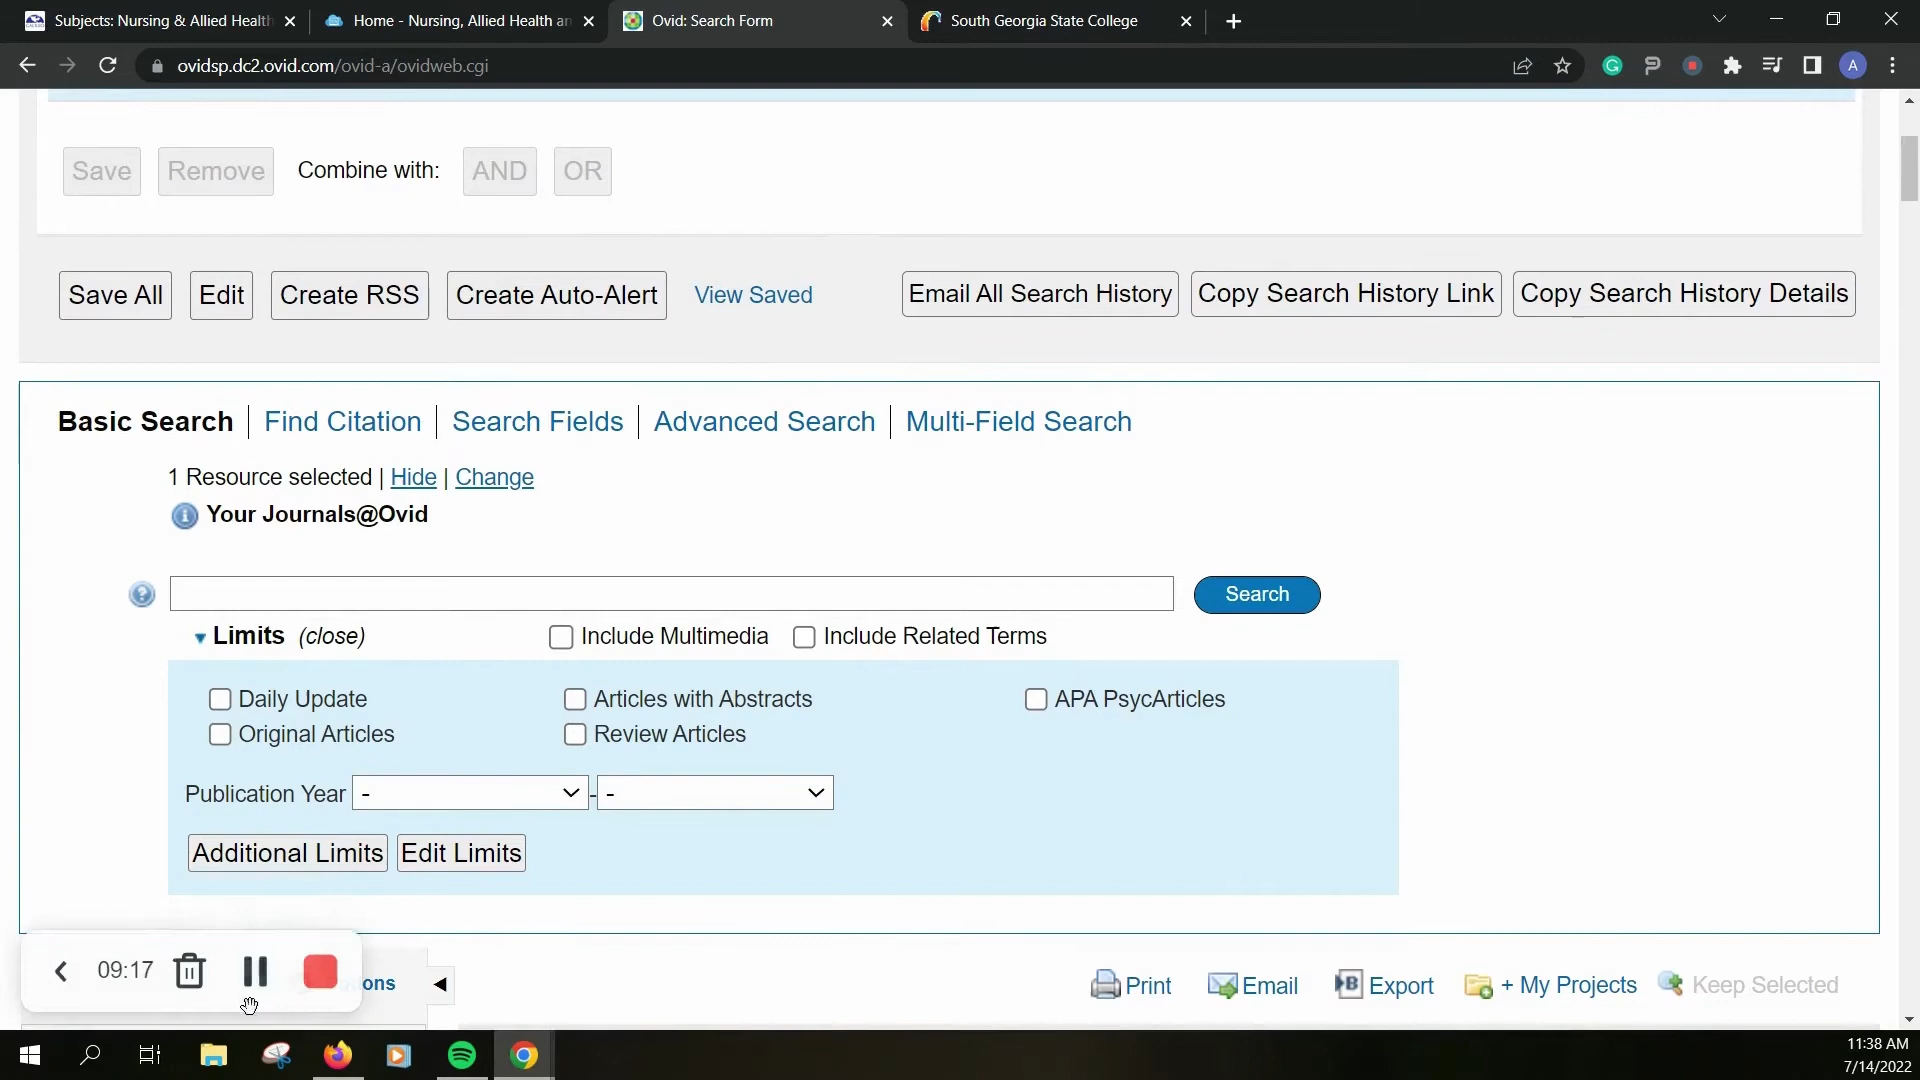 Subjects: Nursing & Allied Health
Home - Nursing, Allied Health an
Ovid: Search Form
South Georgia State College
ovidsp.dc2.ovid.com/ovid-a/ovidweb.cgi
A
Save Remove Combine with: AND OR
Save All Edit Create RSS Create Auto-Alert View Saved Email All Search History Copy Search History Link Copy Search History Details
Basic Search | Find Citation | Search Fields | Advanced Search | Multi-Field Search
1 Resource selected | Hide | Change
Your Journals@Ovid
Search
Limits (close) Include Multimedia Include Related Terms
Daily Update Articles with Abstracts APA PsycArticles
Original Articles Review Articles
Publication Year - - -
Additional Limits Edit Limits
09:17 ions Print Email Export + My Projects Keep Selected
11:38 AM
7/14/2022